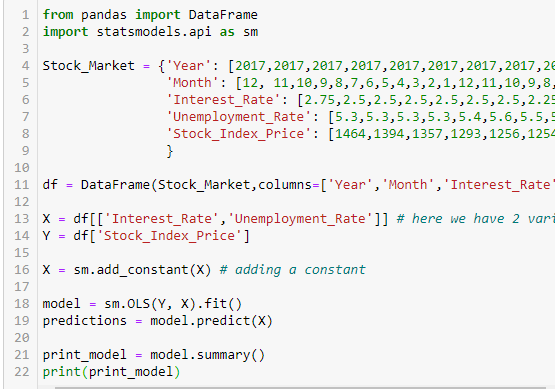 1 from pandas import DataFrame
2 import statsmodels.api as sm
3
4 Stock_Market = {'Year': [2017,2017,2017,2017,2017,2017,2017,20
5 'Month': [12, 11,10,9,8,7,6,5,4,3,2,1,12,11,10,9,8,
6 'Interest_Rate': [2.75,2.5,2.5,2.5,2.5,2.5,2.5,2.25
7 'Unemployment_Rate': [5.3,5.3,5.3,5.3,5.4,5.6,5.5,5
8 'Stock_Index_Price': [1464,1394,1357,1293,1256,1254
9 }
10
11 df = DataFrame(Stock_Market,columns=['Year','Month','Interest_Rate'
12
13 X = df[['Interest_Rate','Unemployment_Rate']] # here we have 2 vari
14 Y = df['Stock_Index_Price']
15
16 X = sm.add_constant(X) # adding a constant
17
18 model = sm.OLS(Y, X).fit()
19 predictions = model.predict(X)
20
21 print_model = model.summary()
22 print(print_model)